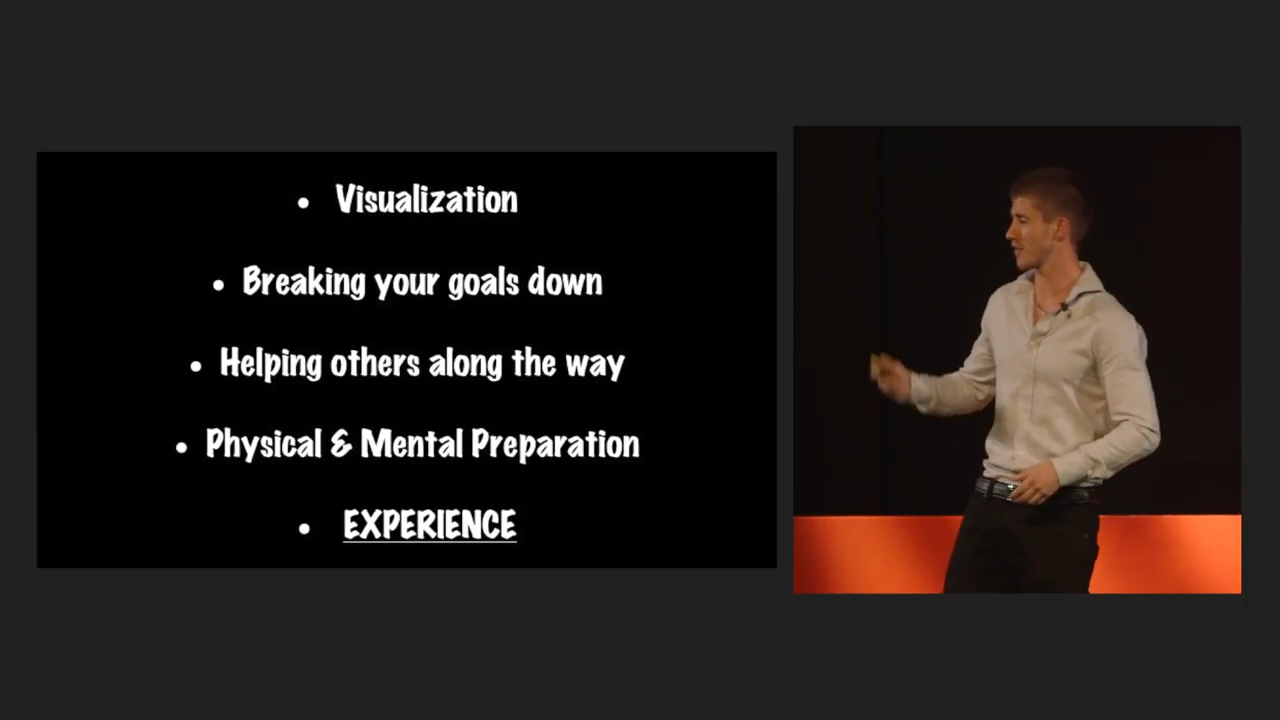 • Visualization
• Breaking your goals down
• Helping others along the way
• Physical & Mental Preparation
• EXPERIENCE